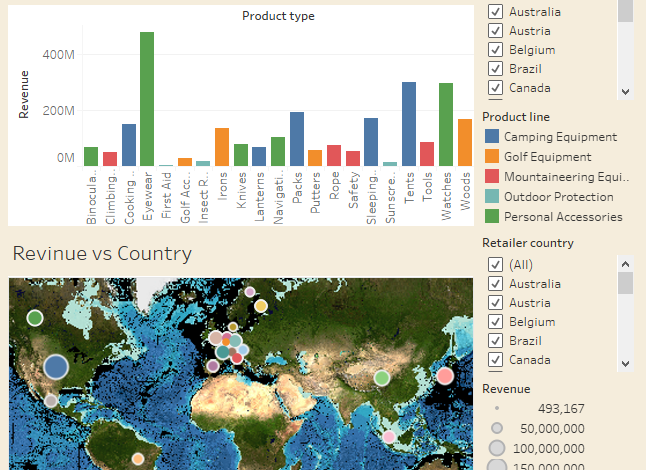 Product type
Revenue
400M
200M
0M
Binocula..
Climbing..
Cooking ..
Eyewear
First Aid
Golf Acc..
Insect R...
Irons
Knives
Lanterns
Navigati..
Packs
Putters
Rope
Safety
Sleeping..
Sunscre..
Tents
Tools
Watches
Woods
Australia
Austria
Belgium
Brazil
Canada
Product line
Camping Equipment
Golf Equipment
Mountaineering Equi..
Outdoor Protection
Personal Accessories
Revinue vs Country
Retailer country
(All)
Australia
Austria
Belgium
Brazil
Canada
Revenue
493,167
50,000,000
100,000,000
150,000,000